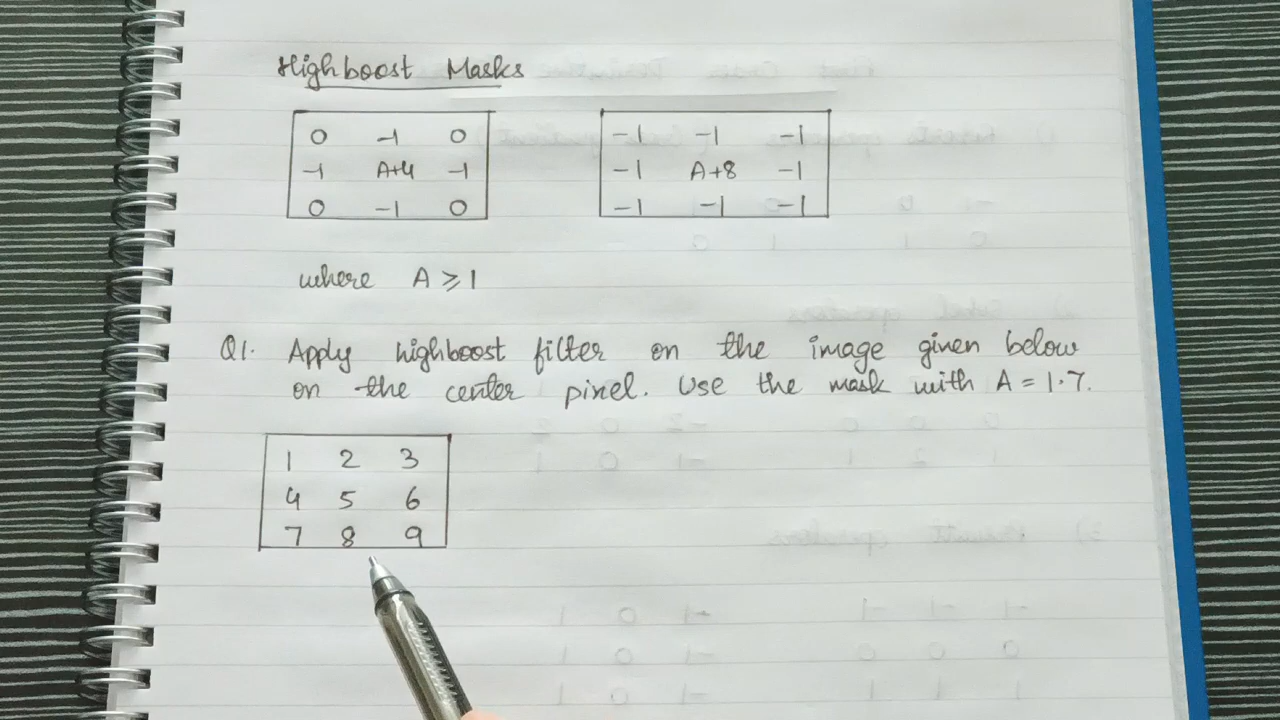 Highboost Masks
0 -1 0
-1 A+4 -1
0 -1 0
-1 -1 -1
-1 A+8 -1
-1 -1 -1
where A ≥ 1
Q1. Apply highboost filter on the image given below
on the center pixel. Use the mask with A = 1.7.
1 2 3
4 5 6
7 8 9